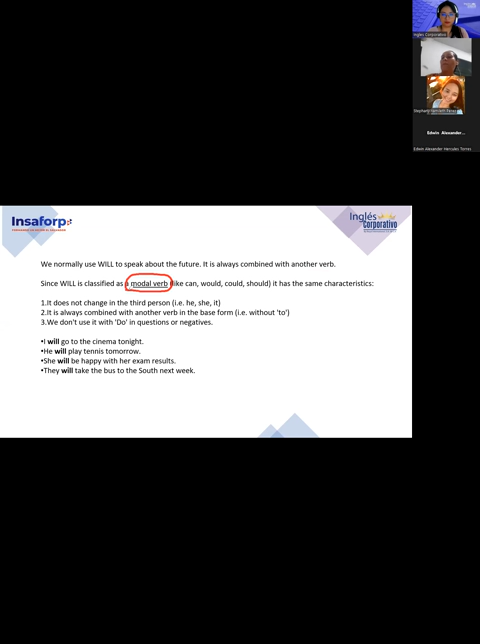 Inglés Corporativo
Edwin Alexander...
Edwin Alexander Hercules Torres
Insaforp
Inglés
Corporativo
We normally use WILL to speak about the future. It is always combined with another verb.
Since WILL is classified as a modal verb (like can, would, could, should) it has the same characteristics:
1.It does not change in the third person (i.e. he, she, it)
2.It is always combined with another verb in the base form (i.e. without 'to')
3.We don't use it with 'Do' in questions or negatives.
•I will go to the cinema tonight.
•He will play tennis tomorrow.
•She will be happy with her exam results.
•They will take the bus to the South next week.